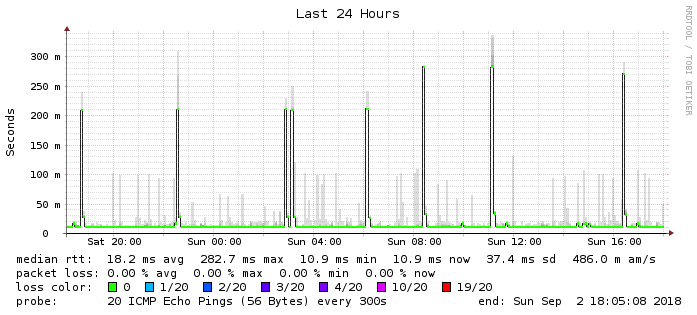 Last 24 Hours
RRDTOOL / TOBI OETIKER
Seconds
300 m
250 m
200 m
150 m
100 m
50 m
0
Sat 20:00 Sun 00:00 Sun 04:00 Sun 08:00 Sun 12:00 Sun 16:00
median rtt: 18.2 ms avg 282.7 ms max 10.9 ms min 10.9 ms now 37.4 ms sd 486.0 m am/s
packet loss: 0.00 % avg 0.00 % max 0.00 % min 0.00 % now
loss color: 0 1/20 2/20 3/20 4/20 10/20 19/20
probe: 20 ICMP Echo Pings (56 Bytes) every 300s end: Sun Sep 2 18:05:08 2018